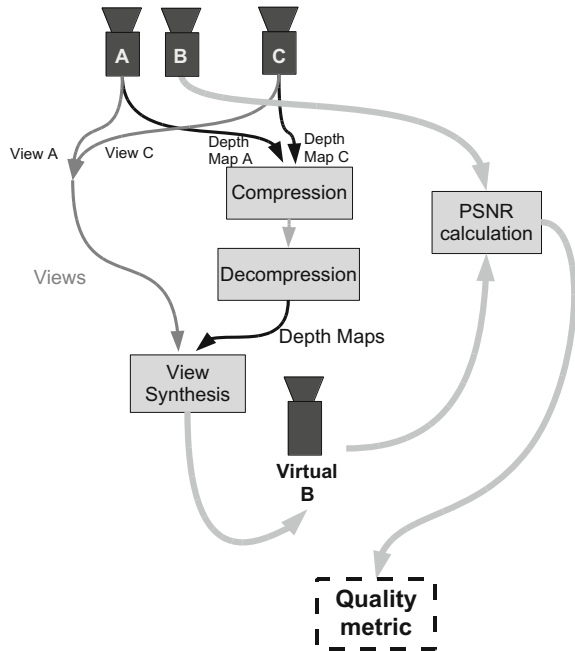 A
B
C
View A
View C
Depth
Map A
Depth
Map C
Compression
PSNR
calculation
Decompression
Views
Depth Maps
View
Synthesis
Virtual
B
Quality
metric